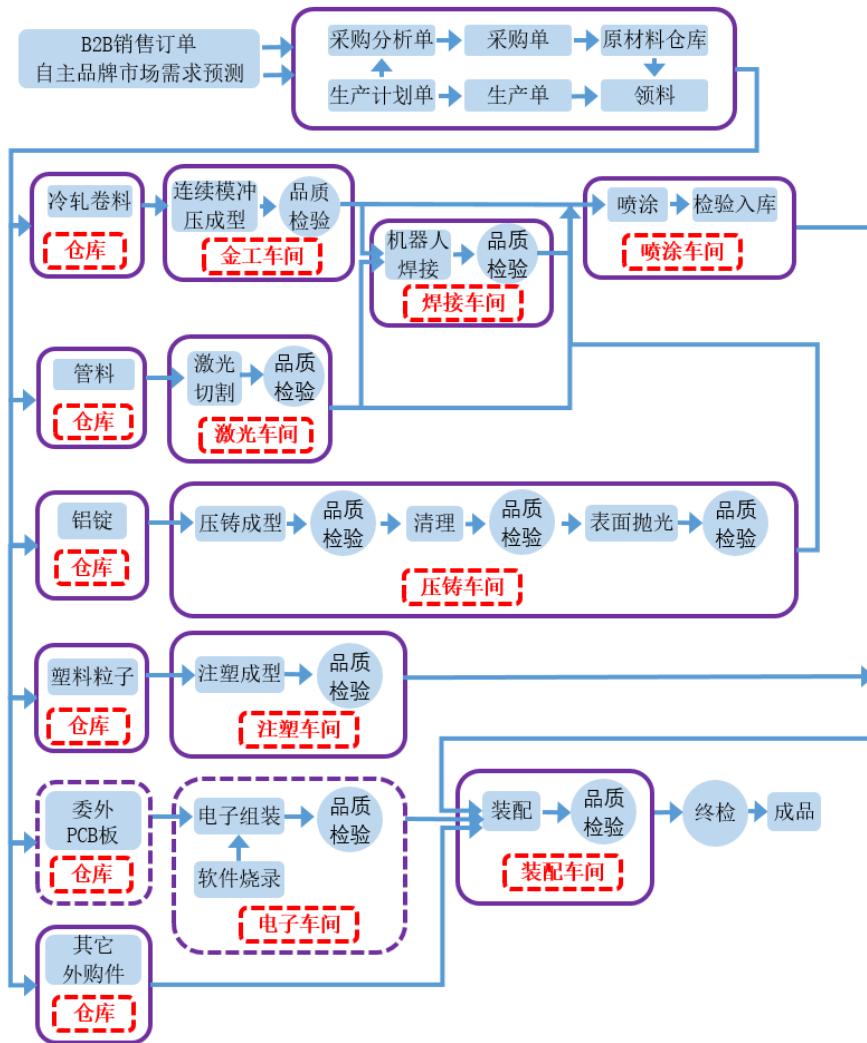 B2B销售订单
自主品牌市场需求预测
采购分析单
采购单
原材料仓库
生产计划单
生产单
领料
冷轧卷料
仓库
连续模冲
压成型
品质
检验
金工车间
机器人
焊接
品质
检验
焊接车间
喷涂
检验入库
喷涂车间
管料
仓库
激光
切割
品质
检验
激光车间
铝锭
仓库
压铸成型
品质
检验
清理
品质
检验
表面抛光
品质
检验
压铸车间
塑料粒子
仓库
注塑成型
品质
检验
注塑车间
委外
PCB板
仓库
电子组装
品质
检验
软件烧录
电子车间
装配
品质
检验
装配车间
终检
成品
其它
外购件
仓库